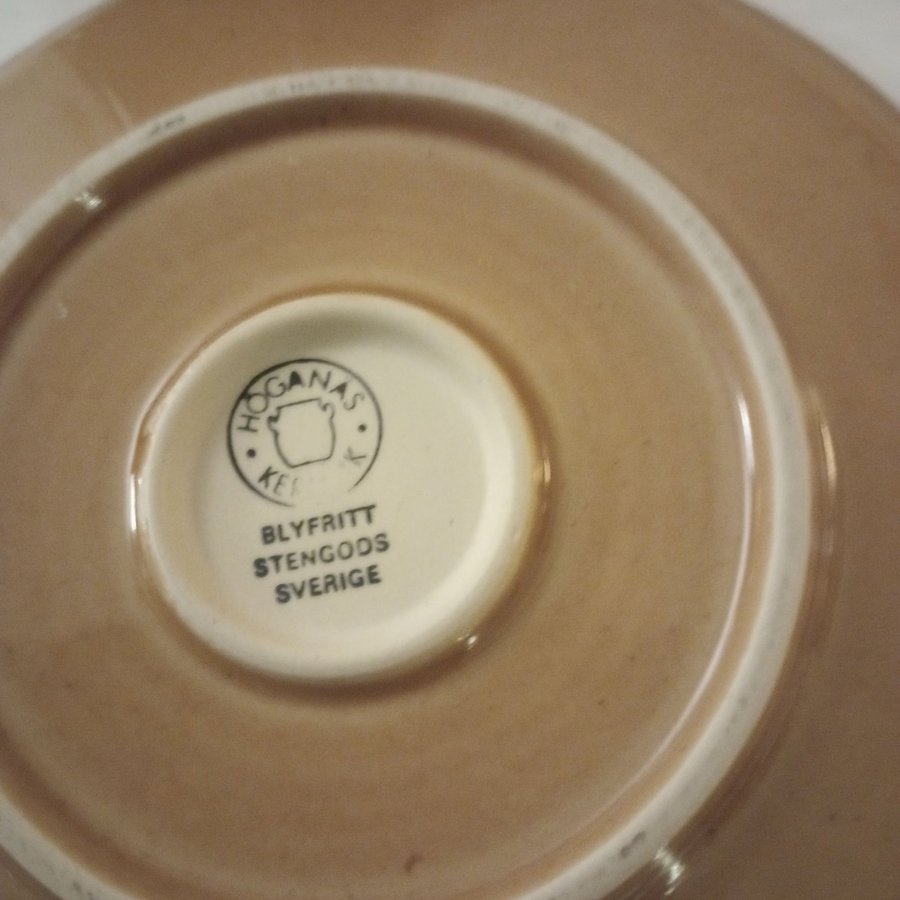 HÖGANÄS
BLYFRITT
STENGODS
SVERIGE